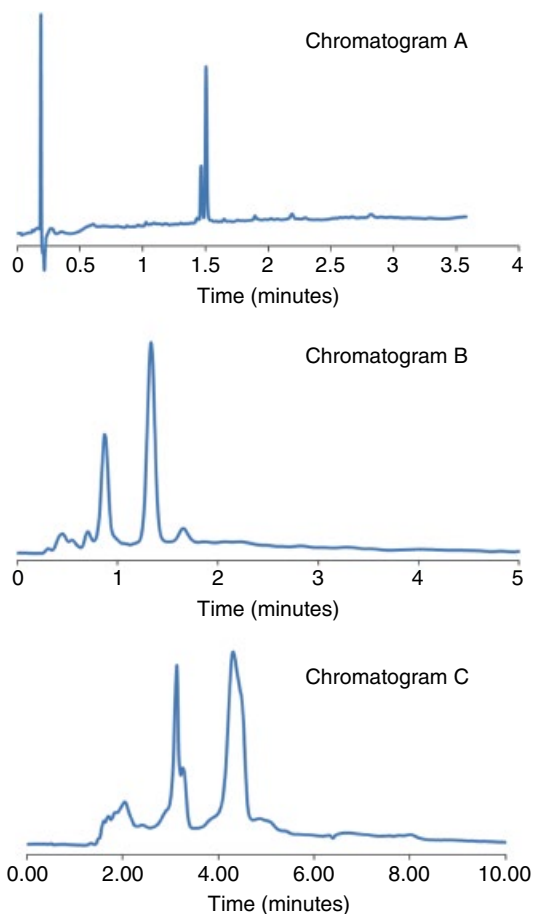 Chromatogram A
0 0.5 1 1.5 2 2.5 3 3.5 4
Time (minutes)
Chromatogram B
0 1 2 3 4 5
Time (minutes)
Chromatogram C
0.00 2.00 4.00 6.00 8.00 10.00
Time (minutes)